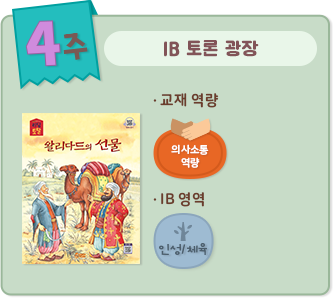 4주
IB 토론 광장
· 교재 역량
왈리다드의 선물
의사소통
역량
· IB 영역
인성/체육